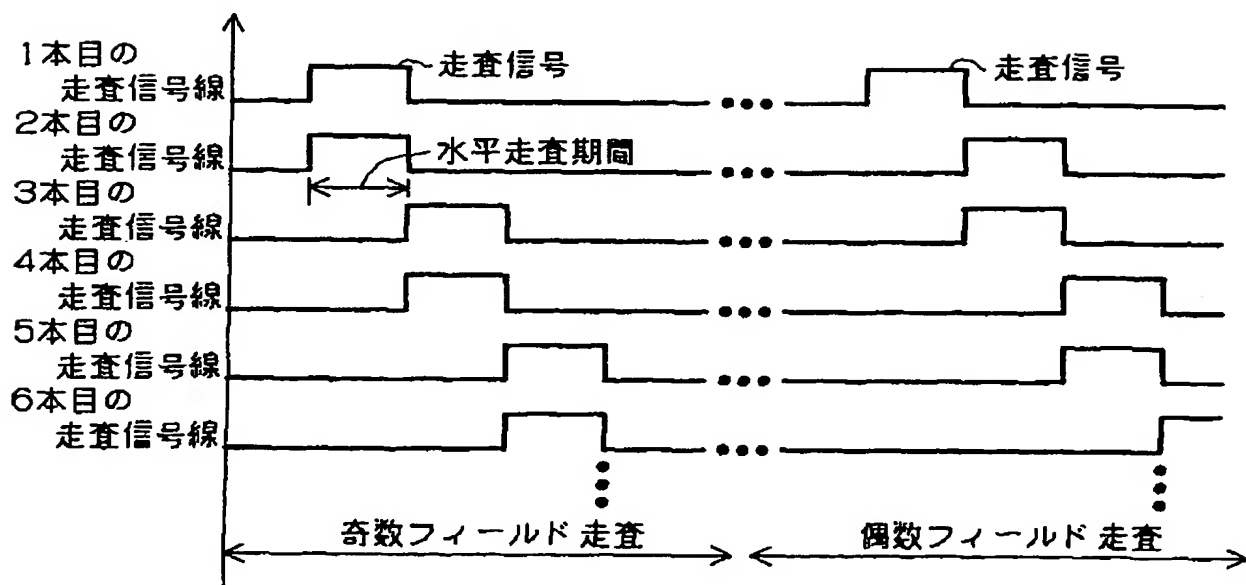 1本目の
走査信号線
走査信号
走査信号
2本目の
走査信号線
水平走査期間
3本目の
走査信号線
4本目の
走査信号線
5本目の
走査信号線
6本目の
走査信号線
奇数フィールド走査
偶数フィールド走査